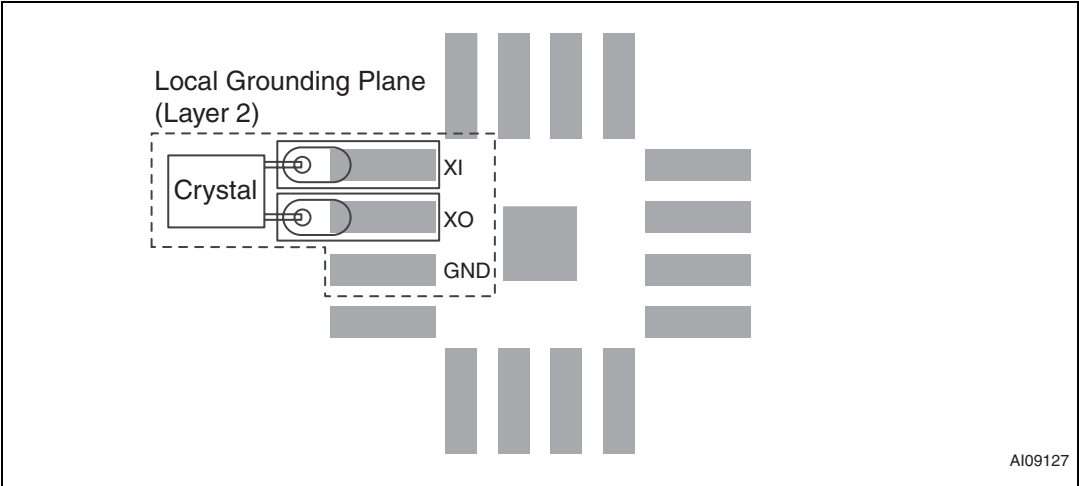 Local Grounding Plane
(Layer 2)
XI
Crystal
XO
GND
AI09127